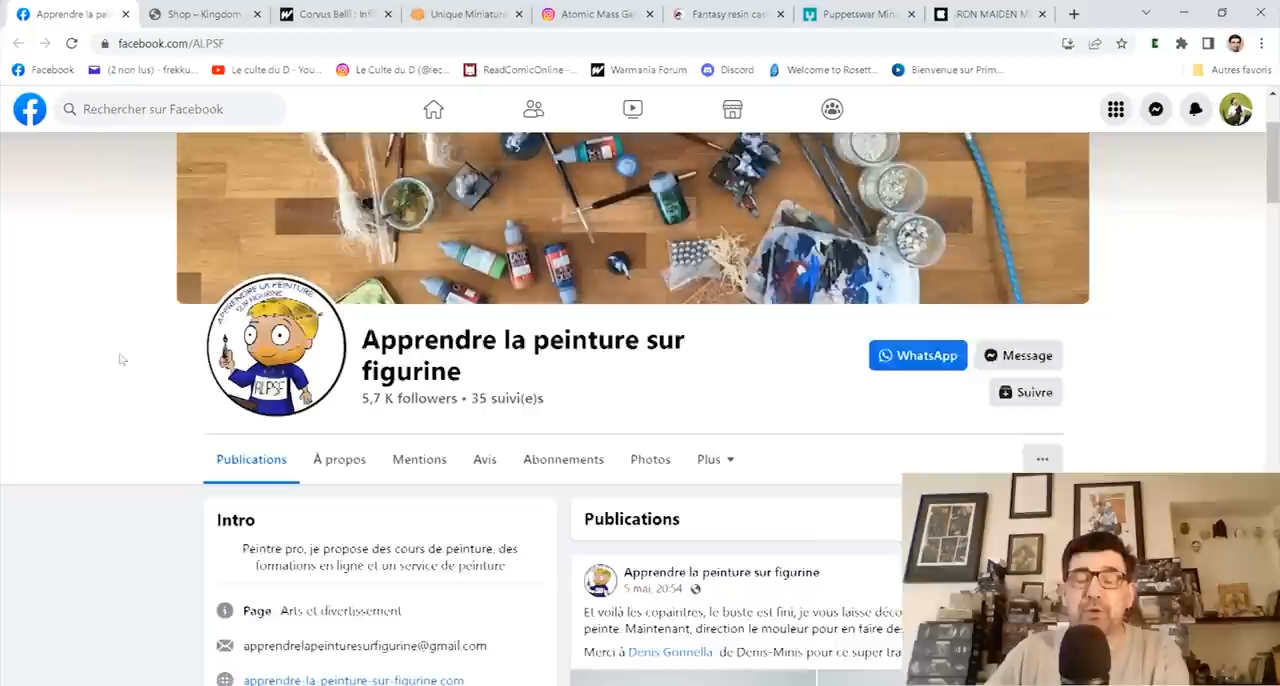 Apprendre la pei
Shop – Kingdom
Corvus Belli : Infi
Unique Miniature
Atomic Mass Ga
Fantasy resin cas
Puppetswar Mini
IRON MAIDEN M
facebook.com/ALPSF
Facebook
(2 non lus) - frekku...
Le culte du D - You...
Le Culte du D (@lec...
ReadComicOnline -...
Warmania Forum
Discord
Welcome to Rosett...
Bienvenue sur Prim...
Autres favoris
Rechercher sur Facebook
APPRENDRE LA PEINTURE
SUR FIGURINE
ALPSF
Apprendre la peinture sur
figurine
5,7 K followers • 35 suivi(e)s
WhatsApp
Message
Suivre
Publications
À propos
Mentions
Avis
Abonnements
Photos
Plus
Intro
Peintre pro, je propose des cours de peinture, des
formations en ligne et un service de peinture
Page · Arts et divertissement
apprendrelapeinturesurfigurine@gmail.com
apprendre-la-peinture-sur-figurine.com
Publications
Apprendre la peinture sur figurine
5 mai, 20:54
Et voilà les copaintres, le buste est fini, je vous laisse déco
peinte. Maintenant, direction le mouleur pour en faire des
Merci à Denis Gonnella de Denis-Minis pour ce super tra